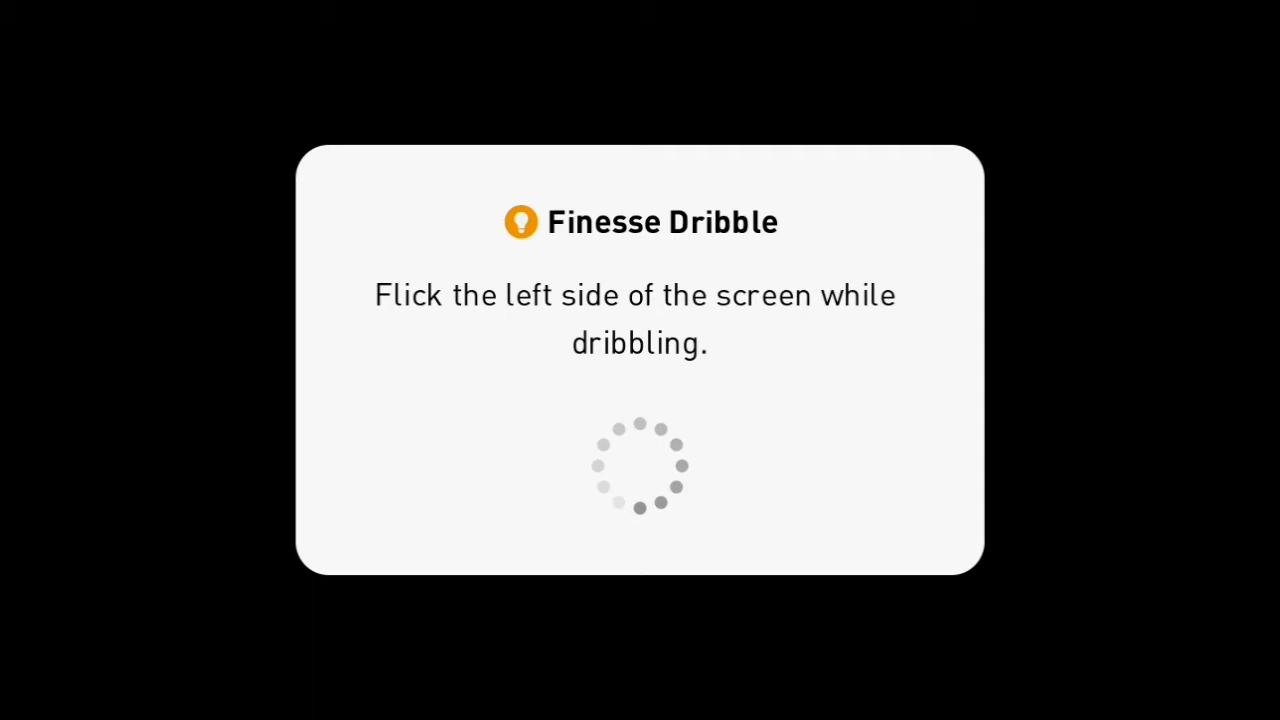 Finesse Dribble
Flick the left side of the screen while
dribbling.